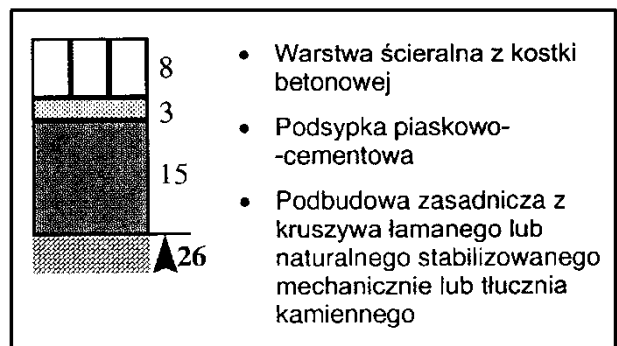 8
3
15
26
• Warstwa ścieralna z kostki
betonowej
• Podsypka piaskowo-
-cementowa
• Podbudowa zasadnicza z
kruszywa łamanego lub
naturalnego stabilizowanego
mechanicznie lub tłucznia
kamiennego